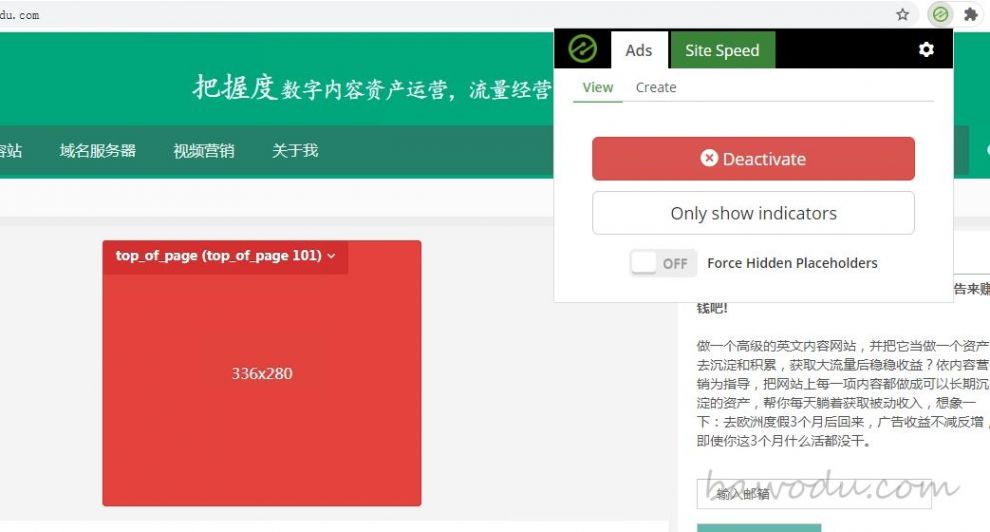 du.com
Ads
Site Speed
View
Create
把握度数字内容资产运营，流量经营
容站
域名服务器
视频营销
关于我
Deactivate
Only show indicators
OFF
Force Hidden Placeholders
top_of_page (top_of_page 101)
336x280
告来赚
钱吧!
做一个高级的英文内容网站，并把它当做一个资产
去沉淀和积累，获取大流量后稳稳收益？依内容营
销为指导，把网站上每一项内容都做成可以长期沉
淀的资产，帮你每天躺着获取被动收入，想象一
下：去欧洲度假3个月后回来，广告收益不减反增，
即使你这3个月什么活都没干。
输入邮箱
bawodu.com